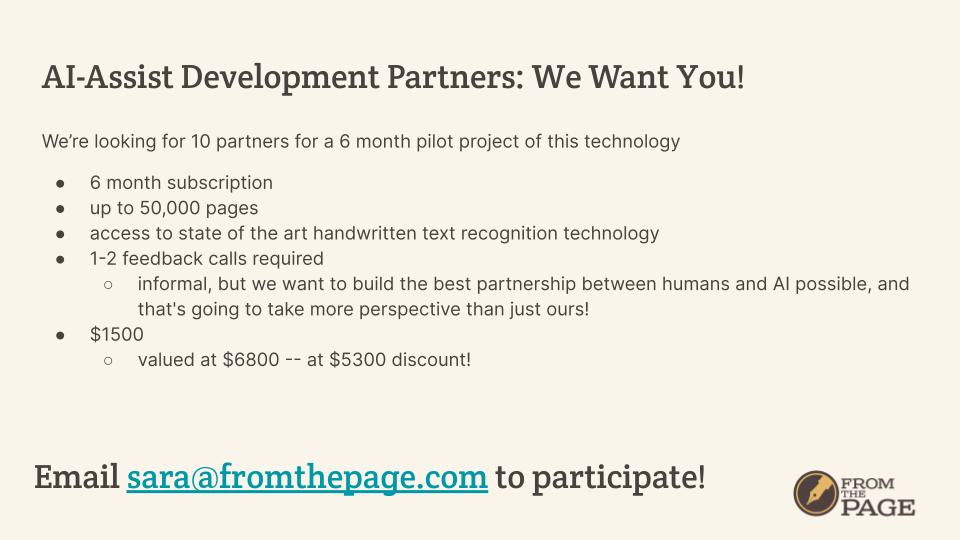 AI-Assist Development Partners: We Want You!
We’re looking for 10 partners for a 6 month pilot project of this technology
● 6 month subscription
● up to 50,000 pages
● access to state of the art handwritten text recognition technology
● 1-2 feedback calls required
○ informal, but we want to build the best partnership between humans and AI possible, and
that's going to take more perspective than just ours!
● $1500
○ valued at $6800 -- at $5300 discount!
Email sara@fromthepage.com to participate!
FROM
THE
PAGE